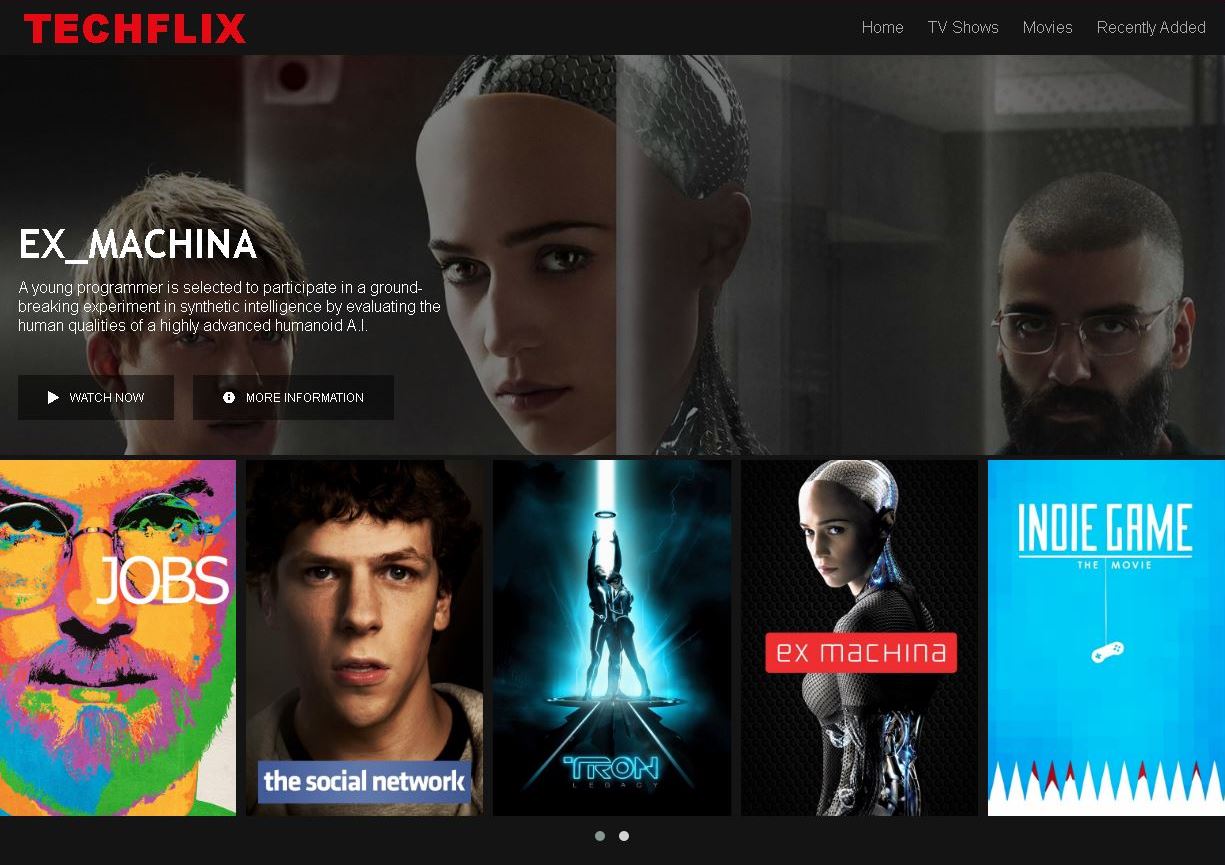 TECHFLIX
Home TV Shows Movies Recently Added
EX_MACHINA
A young programmer is selected to participate in a ground-
breaking experiment in synthetic intelligence by evaluating the
human qualities of a highly advanced humanoid A.I.
WATCH NOW MORE INFORMATION
JOBS
the social network
TRON
LEGACY
ex machina
INDIE GAME
THE MOVIE